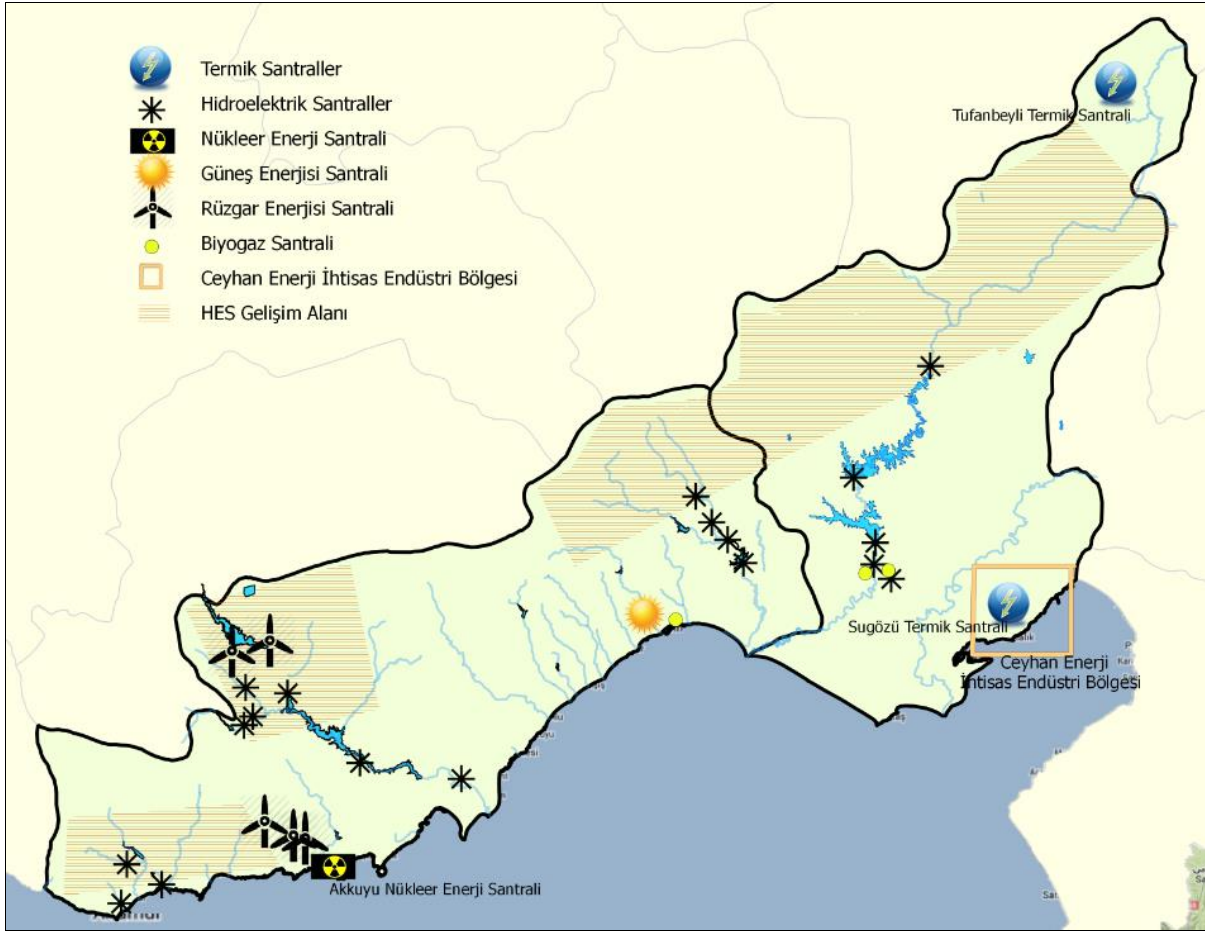 Termik Santraller
Hidroelektrik Santraller
Nükleer Enerji Santrali
Güneş Enerjisi Santrali
Rüzgar Enerjisi Santrali
Biyogaz Santrali
Ceyhan Enerji İhtisas Endüstri Bölgesi
HES Gelişim Alanı
Tufanbeyli Termik Santrali
Sugözü Termik Santrali
Ceyhan Enerji
İhtisas Endüstri Bölgesi
Akkuyu Nükleer Enerji Santrali